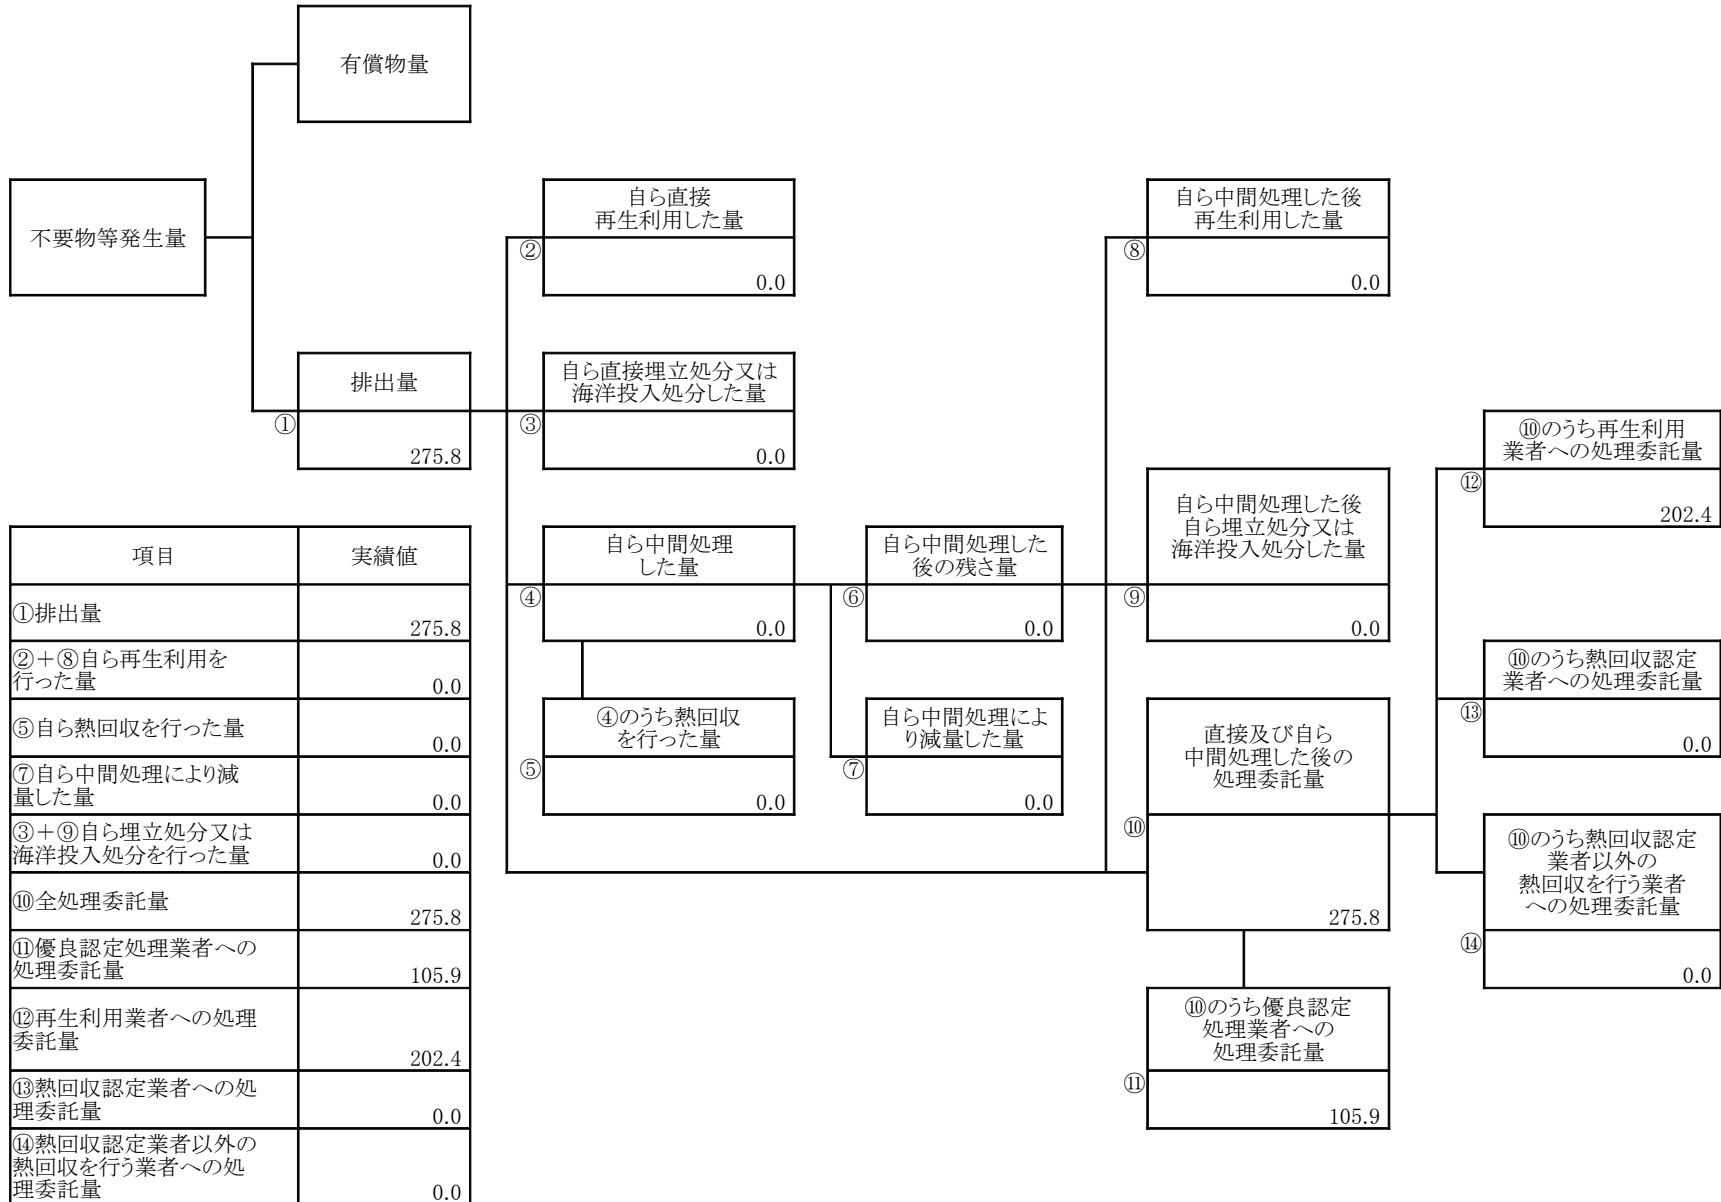 有償物量
不要物等発生量
自ら直接
再生利用した量
②
0.0
自ら中間処理した後
再生利用した量
⑧
0.0
排出量
①
275.8
自ら直接埋立処分又は
海洋投入処分した量
③
0.0
⑩のうち再生利用
業者への処理委託量
⑫
202.4
自ら中間処理した後
自ら埋立処分又は
海洋投入処分した量
⑨
0.0
自ら中間処理
した量
④
0.0
自ら中間処理した
後の残さ量
⑥
0.0
⑩のうち熱回収認定
業者への処理委託量
⑬
0.0
④のうち熱回収
を行った量
⑤
0.0
自ら中間処理によ
り減量した量
⑦
0.0
直接及び自ら
中間処理した後の
処理委託量
⑩
275.8
⑩のうち熱回収認定
業者以外の
熱回収を行う業者
への処理委託量
⑭
0.0
⑩のうち優良認定
処理業者への
処理委託量
⑪
105.9
項目 実績値
①排出量
275.8
②＋⑧自ら再生利用を
行った量
0.0
⑤自ら熱回収を行った量
0.0
⑦自ら中間処理により減
量した量
0.0
③＋⑨自ら埋立処分又は
海洋投入処分を行った量
0.0
⑩全処理委託量
275.8
⑪優良認定処理業者への
処理委託量
105.9
⑫再生利用業者への処理
委託量
202.4
⑬熱回収認定業者への処
理委託量
0.0
⑭熱回収認定業者以外の
熱回収を行う業者への処
理委託量
0.0